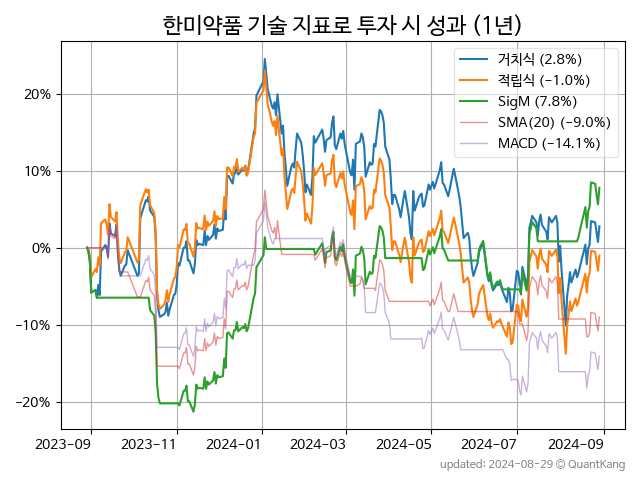 한미약품 기술 지표로 투자 시 성과 (1년)
거치식 (2.8%)
적립식 (−1.0%)
SigM (7.8%)
SMA(20) (−9.0%)
MACD (−14.1%)
20%
10%
0%
−10%
−20%
2023-09 2023-11 2024-01 2024-03 2024-05 2024-07 2024-09
updated: 2024-08-29 © QuantKang